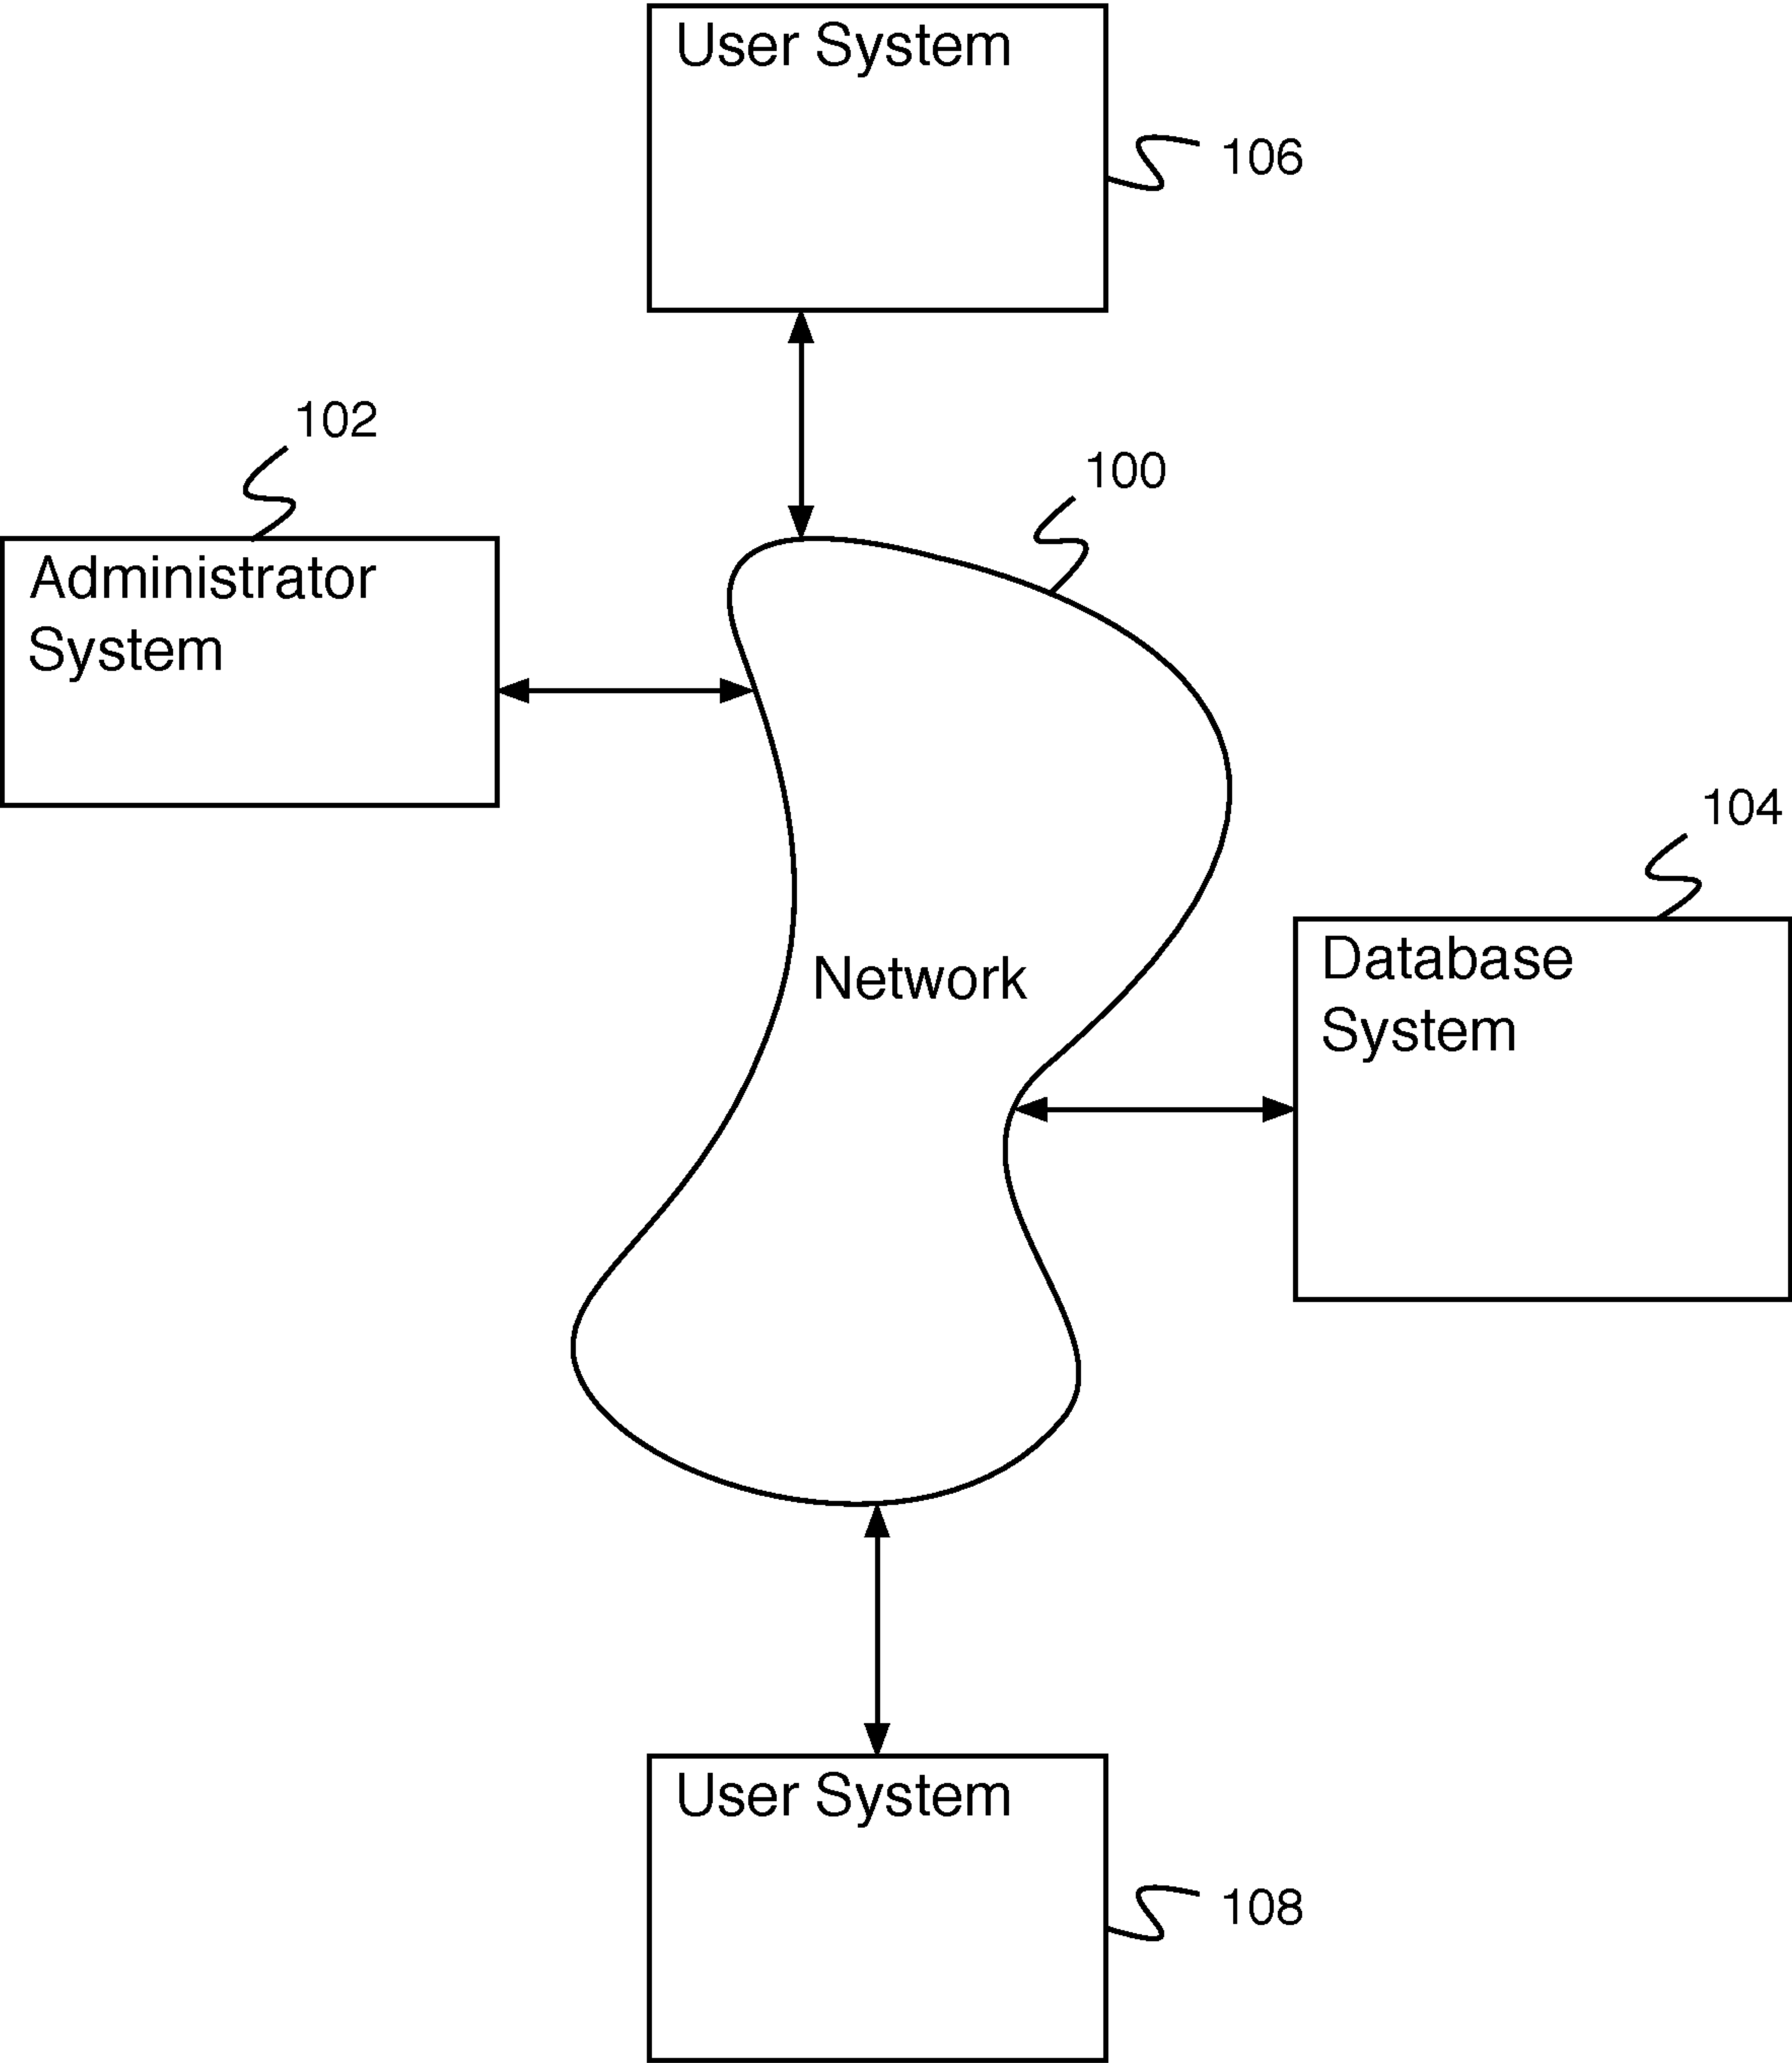 User System
106
102
100
Administrator
System
104
Network
Database
System
User System
108